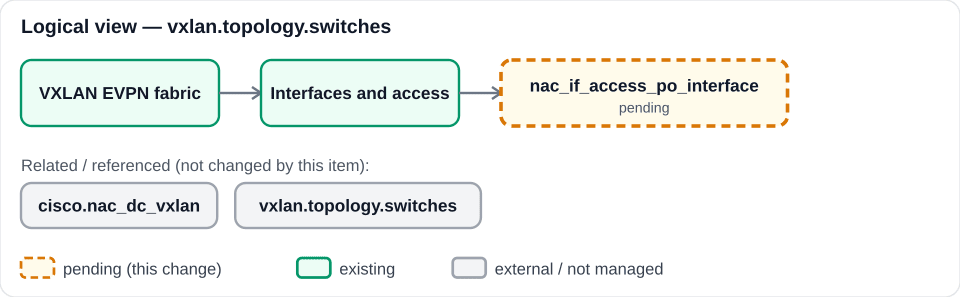 Logical view — vxlan.topology.switches
VXLAN EVPN fabric
Interfaces and access
nac_if_access_po_interface
pending
Related / referenced (not changed by this item):
cisco.nac_dc_vxlan
vxlan.topology.switches
pending (this change)
existing
external / not managed